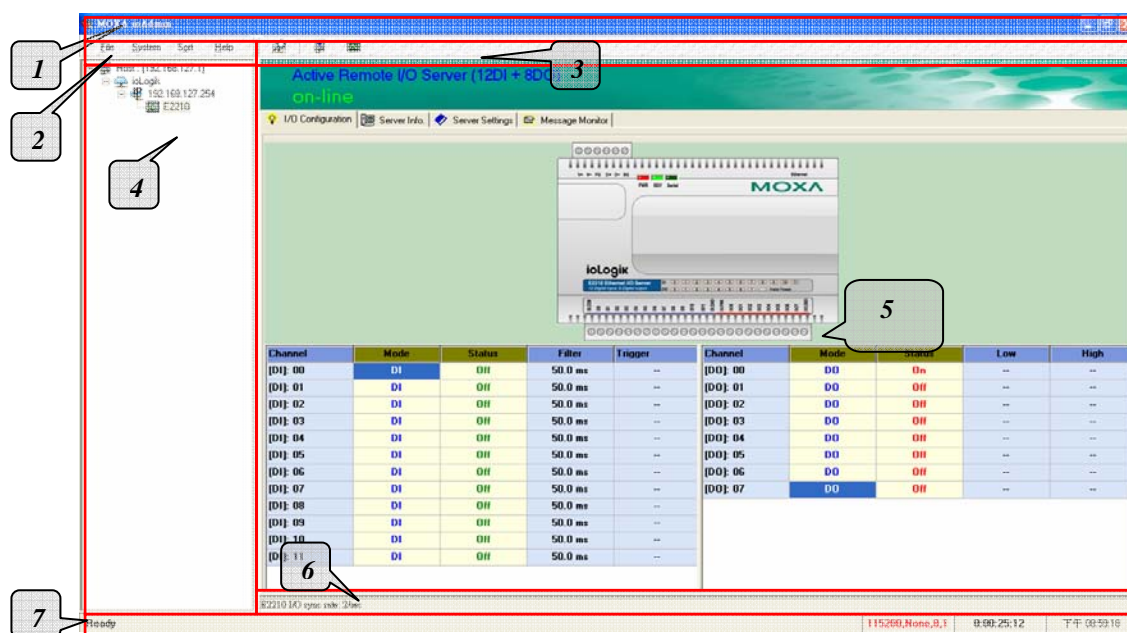 MOXA ioAdmin
1
File System Sort Help
2
3
Host : [192.168.127.1]
ioLogik
192.168.127.254
E2210
4
Active Remote I/O Server (12DI + 8DO)
on-line
I/O Configuration Server Info. Server Settings Message Monitor
PWR RDY Serial Ethernet
MOXA
ioLogik
E2210 Ethernet I/O Server
5
Channel Mode Status Filter Trigger Channel Mode Status Low High
[DI]: 00 DI Off 50.0 ms -- [DO]: 00 DO On -- --
[DI]: 01 DI Off 50.0 ms -- [DO]: 01 DO Off -- --
[DI]: 02 DI Off 50.0 ms -- [DO]: 02 DO Off -- --
[DI]: 03 DI Off 50.0 ms -- [DO]: 03 DO Off -- --
[DI]: 04 DI Off 50.0 ms -- [DO]: 04 DO Off -- --
[DI]: 05 DI Off 50.0 ms -- [DO]: 05 DO Off -- --
[DI]: 06 DI Off 50.0 ms -- [DO]: 06 DO Off -- --
[DI]: 07 DI Off 50.0 ms -- [DO]: 07 DO Off -- --
[DI]: 08 DI Off 50.0 ms --
[DI]: 09 DI Off 50.0 ms --
[DI]: 10 DI Off 50.0 ms --
[DI]: 11 DI Off 50.0 ms --
6
E2210 I/O sync rate:
7
Ready 115200,None,8,1 0:00:25:12 下午 08:59:18